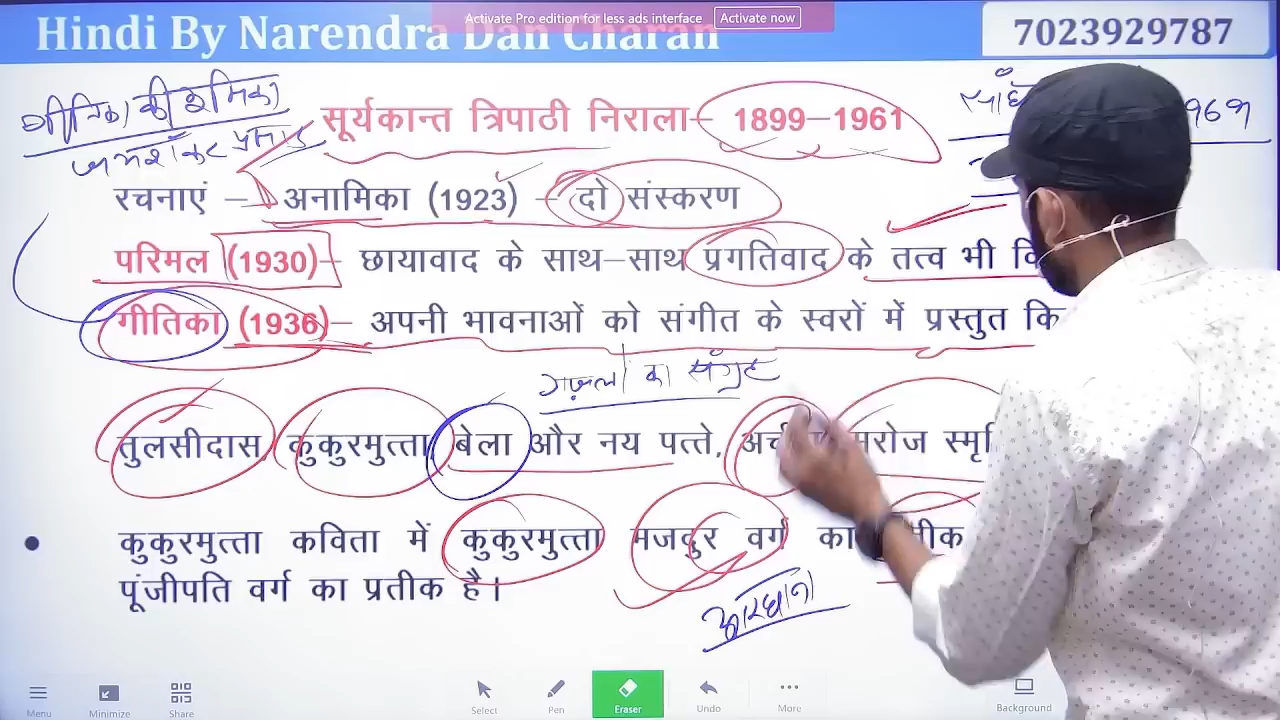 Activate Pro edition for less ads interface Activate now
Hindi By Narendra Dan Charan 7023929787
सूर्यकान्त त्रिपाठी निराला– 1899–1961
रचनाएं – अनामिका (1923) – दो संस्करण
परिमल (1930)– छायावाद के साथ–साथ प्रगतिवाद के तत्व भी
गीतिका (1936)– अपनी भावनाओं को संगीत के स्वरों में प्रस्तुत
गज़लों का संग्रह
तुलसीदास कुकुरमुत्ता बेला और नय पत्ते, सरोज
• कुकुरमुत्ता कविता में कुकुरमुत्ता मजदुर वर्ग का
पूंजीपति वर्ग का प्रतीक है।
Menu Minimize Share Select Pen Eraser Undo More Background